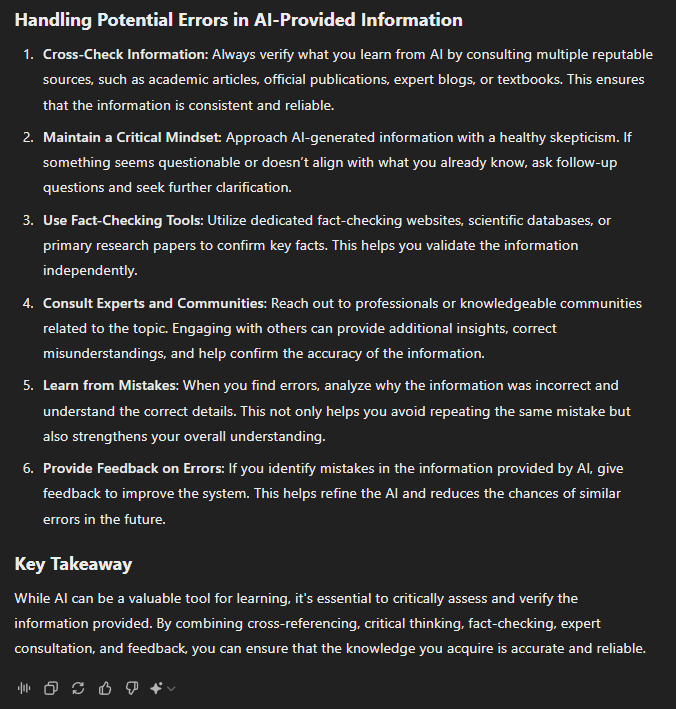 Handling Potential Errors in AI-Provided Information
1. Cross-Check Information: Always verify what you learn from AI by consulting multiple reputable
sources, such as academic articles, official publications, expert blogs, or textbooks. This ensures
that the information is consistent and reliable.
2. Maintain a Critical Mindset: Approach AI-generated information with a healthy skepticism. If
something seems questionable or doesn’t align with what you already know, ask follow-up
questions and seek further clarification.
3. Use Fact-Checking Tools: Utilize dedicated fact-checking websites, scientific databases, or
primary research papers to confirm key facts. This helps you validate the information
independently.
4. Consult Experts and Communities: Reach out to professionals or knowledgeable communities
related to the topic. Engaging with others can provide additional insights, correct
misunderstandings, and help confirm the accuracy of the information.
5. Learn from Mistakes: When you find errors, analyze why the information was incorrect and
understand the correct details. This not only helps you avoid repeating the same mistake but
also strengthens your overall understanding.
6. Provide Feedback on Errors: If you identify mistakes in the information provided by AI, give
feedback to improve the system. This helps refine the AI and reduces the chances of similar
errors in the future.
Key Takeaway
While AI can be a valuable tool for learning, it's essential to critically assess and verify the
information provided. By combining cross-referencing, critical thinking, fact-checking, expert
consultation, and feedback, you can ensure that the knowledge you acquire is accurate and reliable.